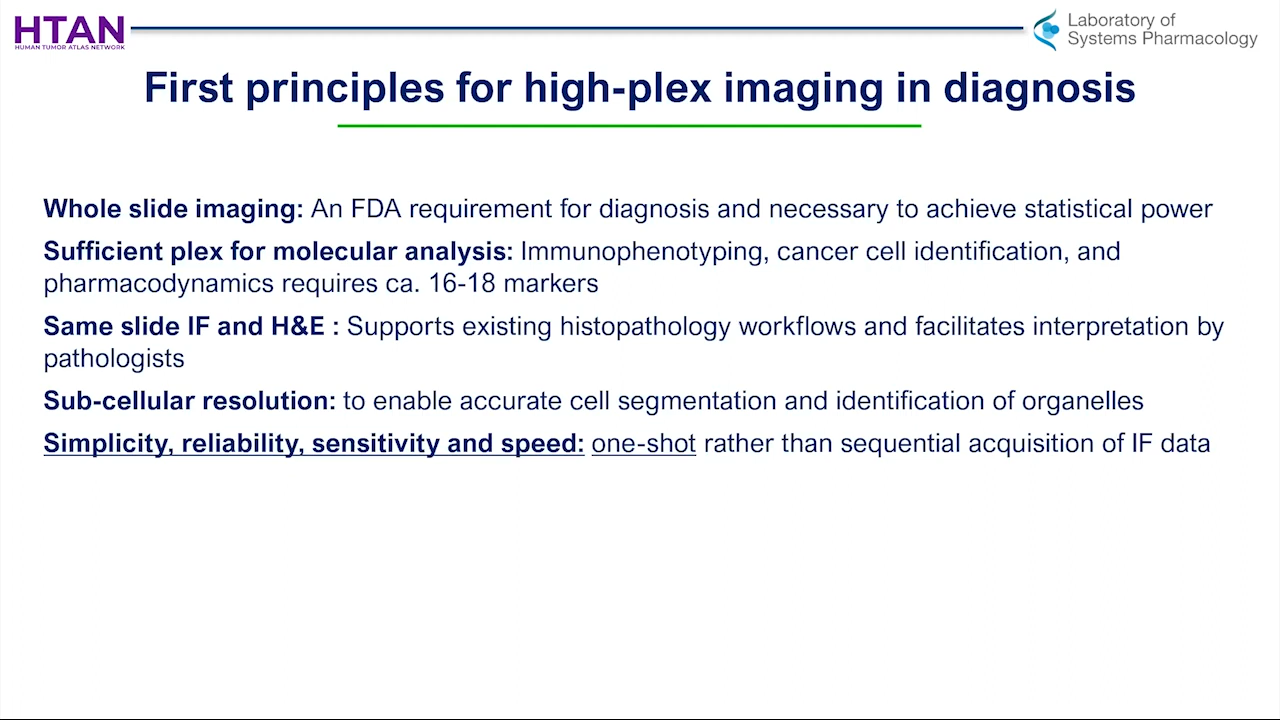 HTAN
HUMAN TUMOR ATLAS NETWORK
Laboratory of
Systems Pharmacology
First principles for high-plex imaging in diagnosis
Whole slide imaging: An FDA requirement for diagnosis and necessary to achieve statistical power
Sufficient plex for molecular analysis: Immunophenotyping, cancer cell identification, and
pharmacodynamics requires ca. 16-18 markers
Same slide IF and H&E : Supports existing histopathology workflows and facilitates interpretation by
pathologists
Sub-cellular resolution: to enable accurate cell segmentation and identification of organelles
Simplicity, reliability, sensitivity and speed: one-shot rather than sequential acquisition of IF data